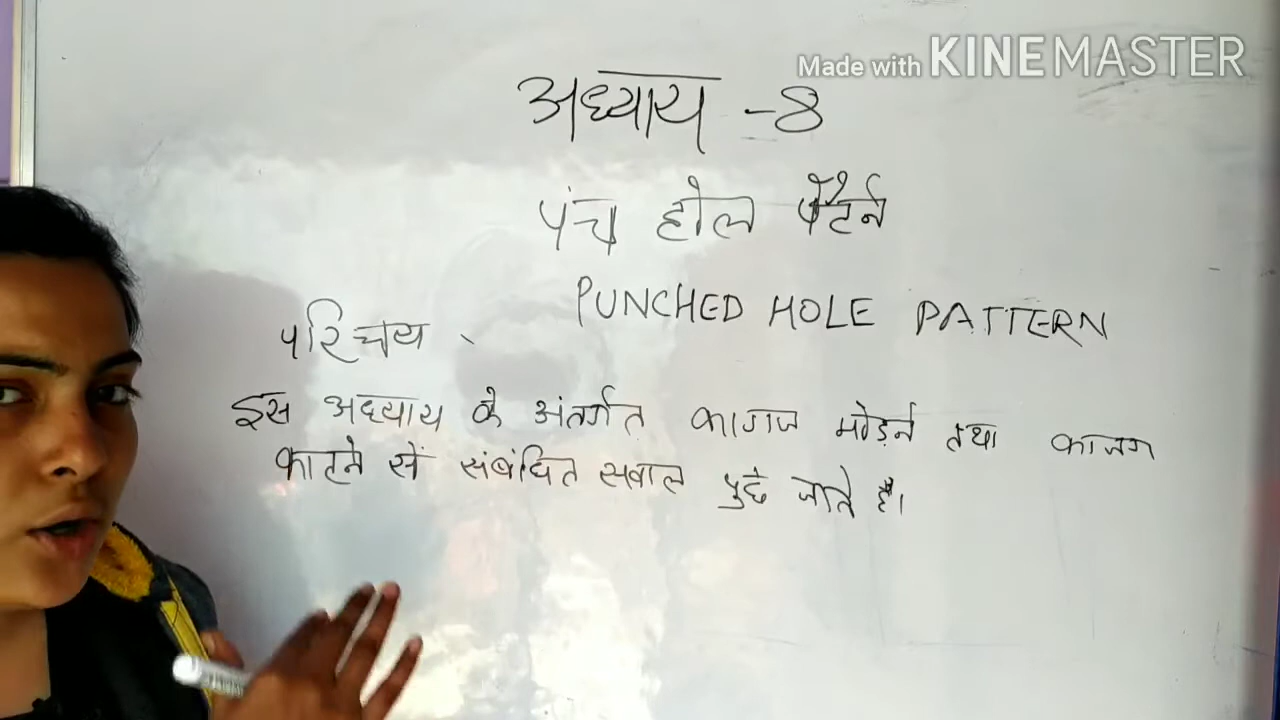 Made with KINEMASTER
अध्याय -8
पंच होल पैटर्न
PUNCHED HOLE PATTERN
परिचय
इस अध्याय के अंतर्गत कागज मोड़ने तथा काजग
काटने सें संबंधित सवाल पुछे जाते हैं।